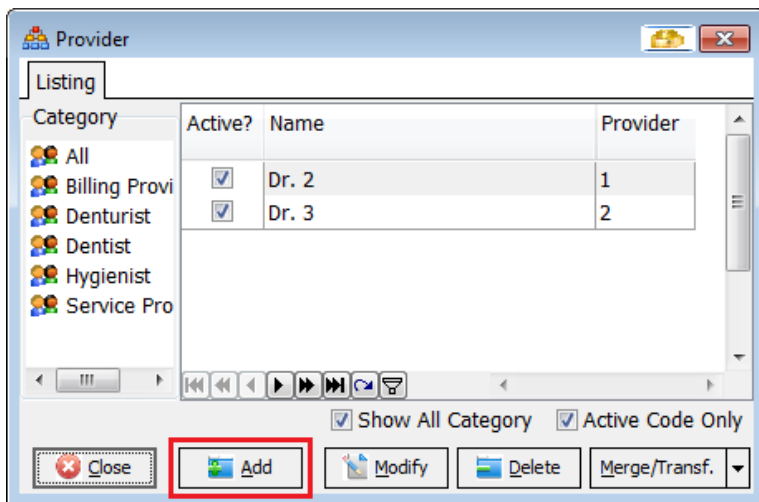 Provider
Listing
Category
Active? Name Provider
All
Billing Provi
Denturist
Dentist
Hygienist
Service Pro
Dr. 2 1
Dr. 3 2
Show All Category Active Code Only
Close Add Modify Delete Merge/Transf.